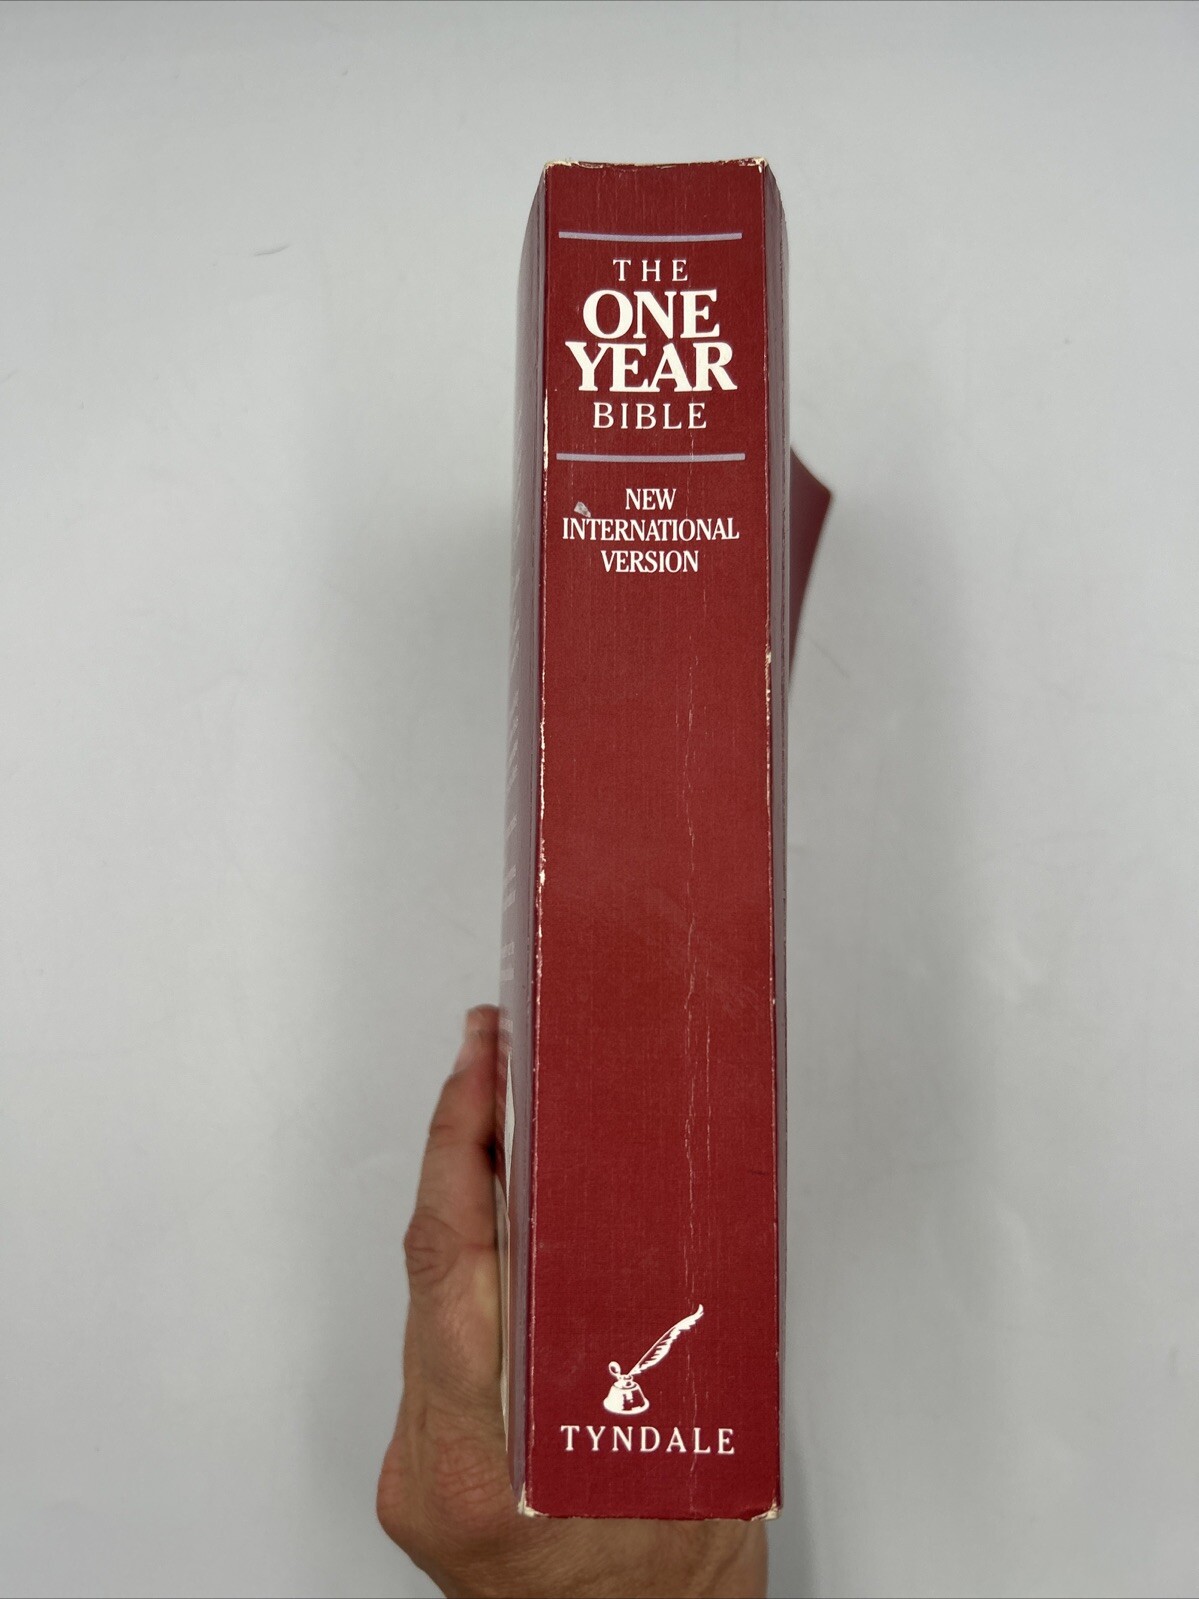 THE
ONE
YEAR
BIBLE
NEW
INTERNATIONAL
VERSION
TYNDALE